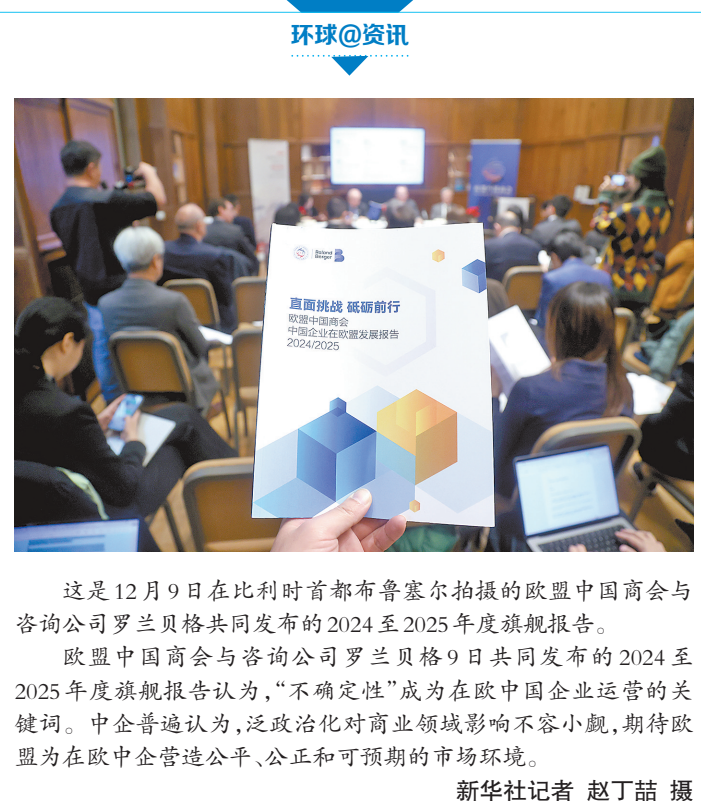 环球@资讯
Roland
Berger
直面挑战 砥砺前行
欧盟中国商会
中国企业在欧盟发展报告
2024/2025
这是12月9日在比利时首都布鲁塞尔拍摄的欧盟中国商会与
咨询公司罗兰贝格共同发布的2024至2025年度旗舰报告。
欧盟中国商会与咨询公司罗兰贝格9日共同发布的2024至
2025年度旗舰报告认为,“不确定性”成为在欧中国企业运营的关
键词。中企普遍认为,泛政治化对商业领域影响不容小觑,期待欧
盟为在欧中企营造公平、公正和可预期的市场环境。
新华社记者 赵丁喆 摄